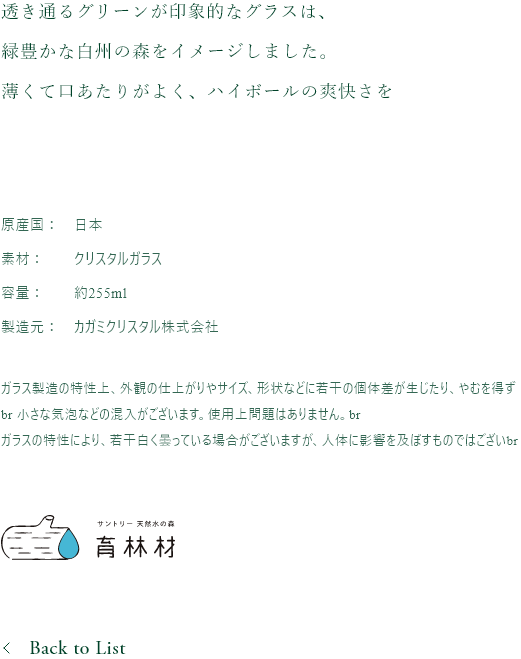 透き通るグリーンが印象的なグラスは、
緑豊かな白州の森をイメージしました。
薄くて口あたりがよく、ハイボールの爽快さを
原産国： 日本
素材： クリスタルガラス
容量： 約255ml
製造元： カガミクリスタル株式会社
ガラス製造の特性上、外観の仕上がりやサイズ、形状などに若干の個体差が生じたり、やむを得ず
br 小さな気泡などの混入がございます。使用上問題はありません。br
ガラスの特性により、若干白く曇っている場合がございますが、人体に影響を及ぼすものではございbr
サントリー 天然水の森
育林材
< Back to List